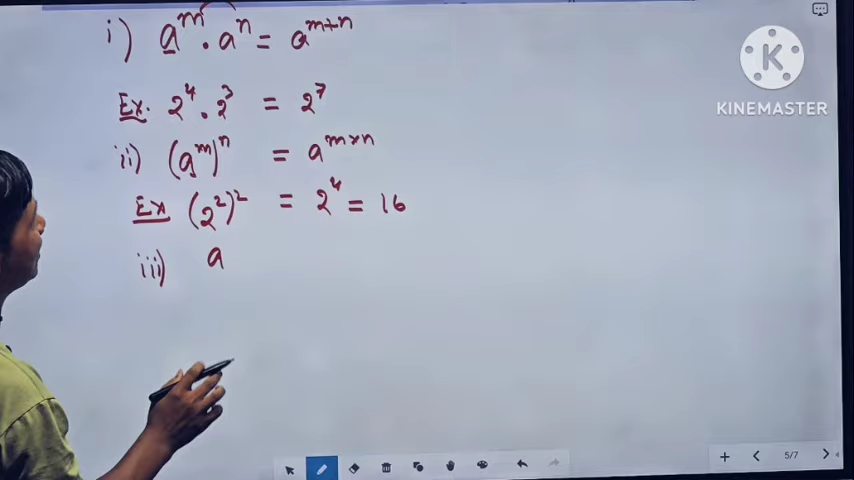 i) a^m . a^n = a^{m+n}
Ex. 2^4 . 2^3 = 2^7
ii) (a^m)^n = a^{m×n}
Ex (2^2)^2 = 2^4 = 16
iii) a
K
KINEMASTER
5/7